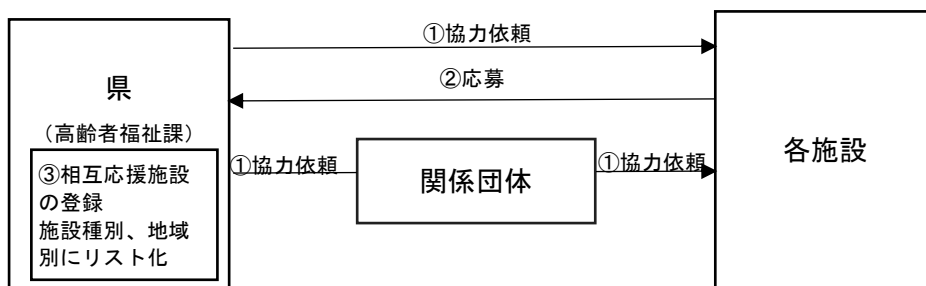 ①協力依頼
②応募
県
（高齢者福祉課）
③相互応援施設
の登録
施設種別、地域
別にリスト化
①協力依頼
関係団体
①協力依頼
各施設